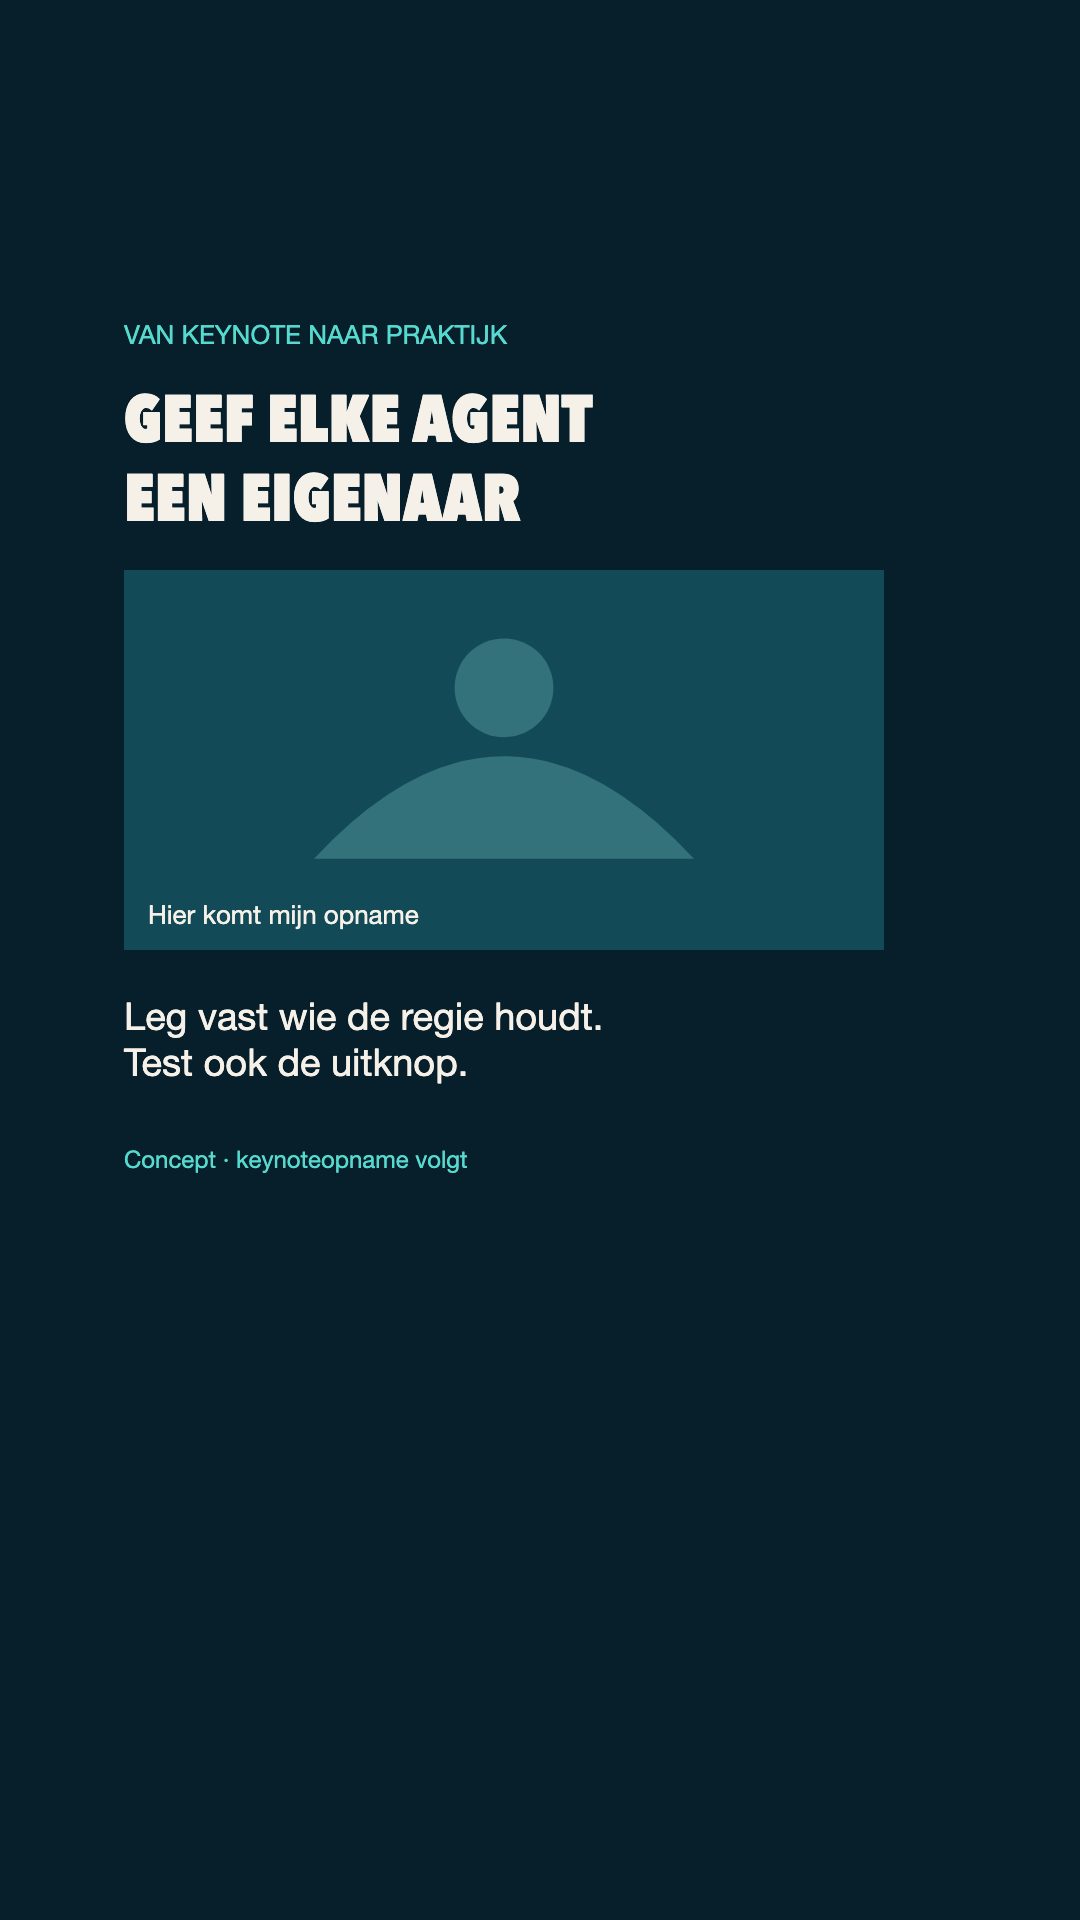 VAN KEYNOTE NAAR PRAKTIJK
GEEF ELKE AGENT
EEN EIGENAAR
Hier komt mijn opname
Leg vast wie de regie houdt.
Test ook de uitknop.
Concept · keynoteopname volgt